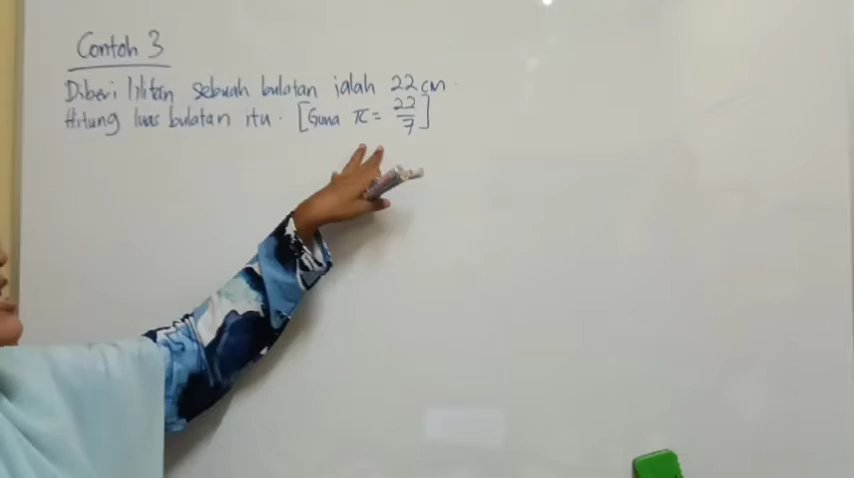 Contoh 3
Diberi lilitan sebuah bulatan ialah 22 cm.
Hitung luas bulatan itu. [Guna π = 22/7]